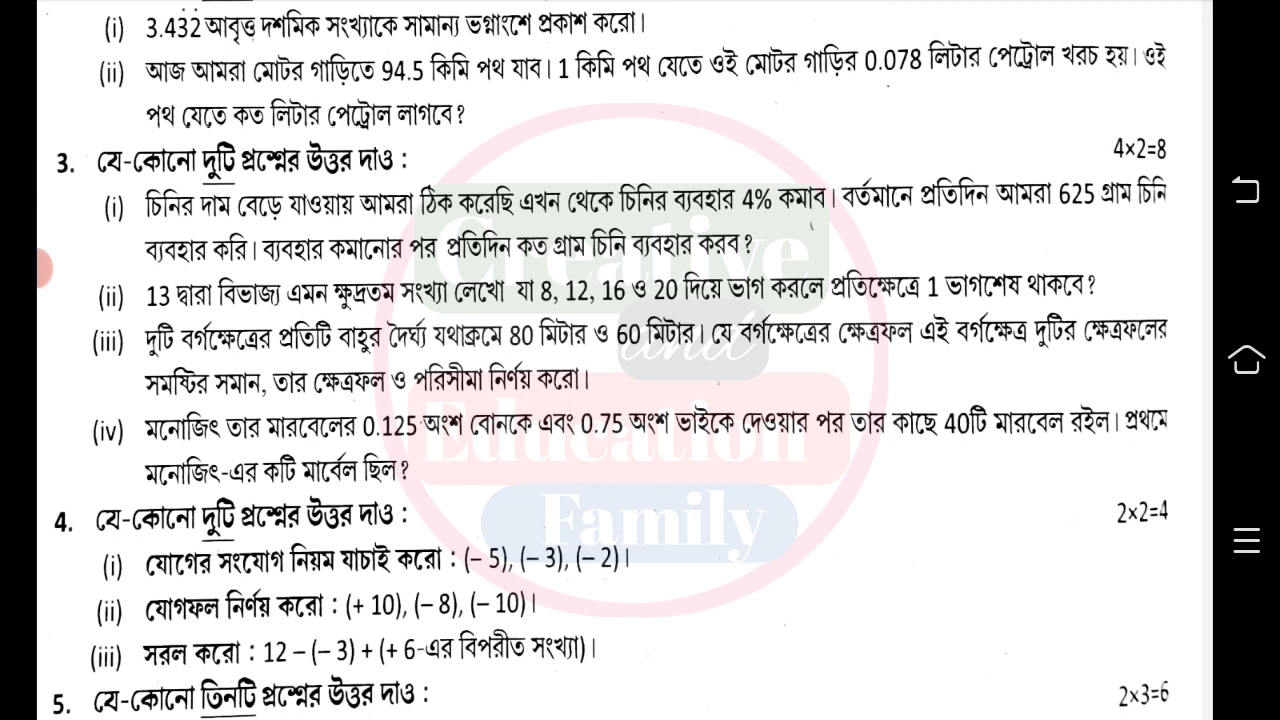 (i) 3.43̇2̇ আবৃত্ত দশমিক সংখ্যাকে সামান্য ভগ্নাংশে প্রকাশ করো।
(ii) আজ আমরা মোটর গাড়িতে 94.5 কিমি পথ যাব। 1 কিমি পথ যেতে ওই মোটর গাড়ির 0.078 লিটার পেট্রোল খরচ হয়। ওই
পথ যেতে কত লিটার পেট্রোল লাগবে?
3. যে-কোনো দুটি প্রশ্নের উত্তর দাও : 4×2=8
(i) চিনির দাম বেড়ে যাওয়ায় আমরা ঠিক করেছি এখন থেকে চিনির ব্যবহার 4% কমাব। বর্তমানে প্রতিদিন আমরা 625 গ্রাম চিনি
ব্যবহার করি। ব্যবহার কমানোর পর প্রতিদিন কত গ্রাম চিনি ব্যবহার করব?
(ii) 13 দ্বারা বিভাজ্য এমন ক্ষুদ্রতম সংখ্যা লেখো যা 8, 12, 16 ও 20 দিয়ে ভাগ করলে প্রতিক্ষেত্রে 1 ভাগশেষ থাকবে?
(iii) দুটি বর্গক্ষেত্রের প্রতিটি বাহুর দৈর্ঘ্য যথাক্রমে 80 মিটার ও 60 মিটার। যে বর্গক্ষেত্রের ক্ষেত্রফল এই বর্গক্ষেত্র দুটির ক্ষেত্রফলের
সমষ্টির সমান, তার ক্ষেত্রফল ও পরিসীমা নির্ণয় করো।
(iv) মনোজিৎ তার মারবেলের 0.125 অংশ বোনকে এবং 0.75 অংশ ভাইকে দেওয়ার পর তার কাছে 40টি মারবেল রইল। প্রথমে
মনোজিৎ-এর কটি মার্বেল ছিল?
4. যে-কোনো দুটি প্রশ্নের উত্তর দাও : 2×2=4
(i) যোগের সংযোগ নিয়ম যাচাই করো : (– 5), (– 3), (– 2)।
(ii) যোগফল নির্ণয় করো : (+ 10), (– 8), (– 10)।
(iii) সরল করো : 12 – (– 3) + (+ 6-এর বিপরীত সংখ্যা)।
5. যে-কোনো তিনটি প্রশ্নের উত্তর দাও : 2×3=6
Creative
and
Education
Family